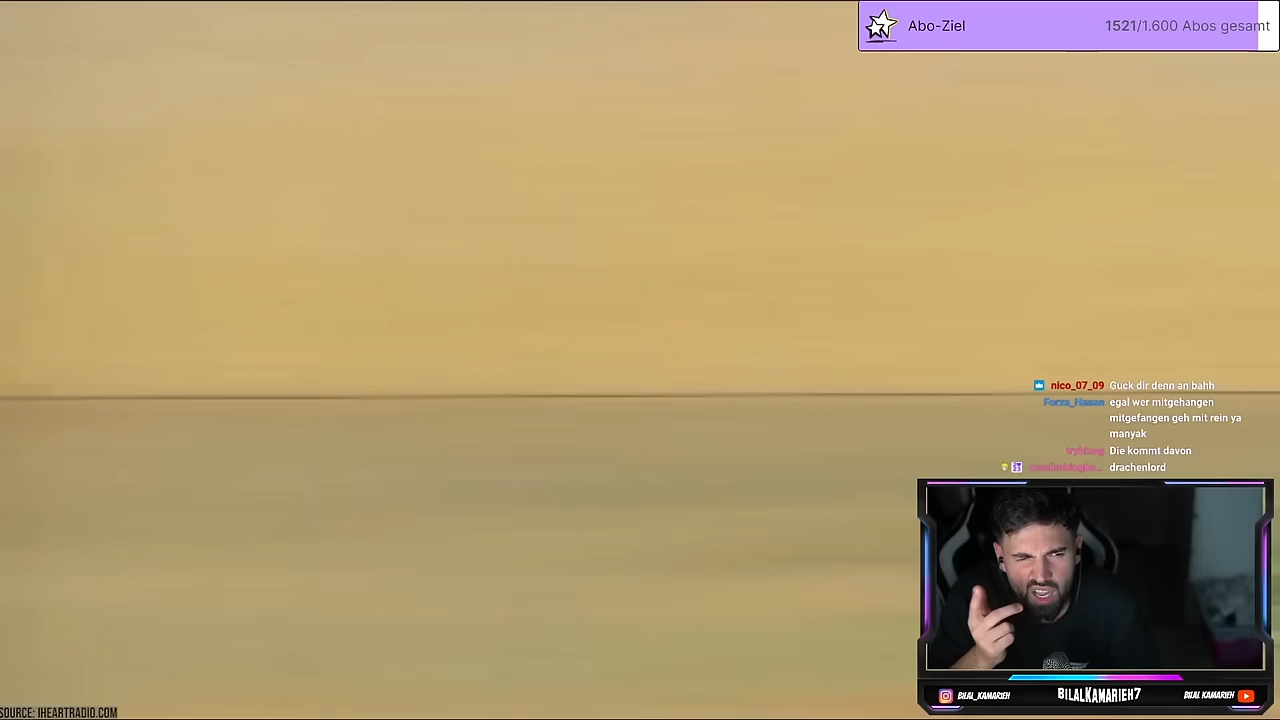 Abo-Ziel
1521/1.600 Abos gesamt
nico_07_09 Guck dir denn an bahh
Forza_Hasan egal wer mitgehangen
mitgefangen geh mit rein ya
manyak
Die kommt davon
drachenlord
BILAL_KAMARIEH
BILALKAMARIEH7
BILAL KAMARIEH
SOURCE: IHEARTRADIO.COM